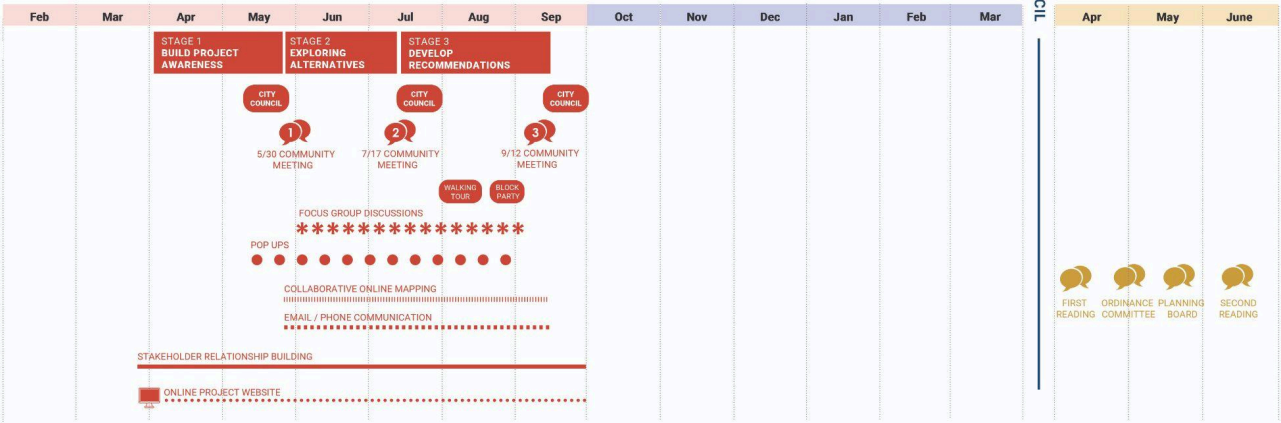 Feb Mar Apr May Jun Jul Aug Sep Oct Nov Dec Jan Feb Mar Apr May June
CIL
STAGE 1
BUILD PROJECT
AWARENESS
STAGE 2
EXPLORING
ALTERNATIVES
STAGE 3
DEVELOP
RECOMMENDATIONS
CITY
COUNCIL
CITY
COUNCIL
CITY
COUNCIL
1
5/30 COMMUNITY
MEETING
2
7/17 COMMUNITY
MEETING
3
9/12 COMMUNITY
MEETING
WALKING
TOUR
BLOCK
PARTY
FOCUS GROUP DISCUSSIONS
POP UPS
COLLABORATIVE ONLINE MAPPING
EMAIL / PHONE COMMUNICATION
STAKEHOLDER RELATIONSHIP BUILDING
ONLINE PROJECT WEBSITE
FIRST
READING
ORDINANCE
COMMITTEE
PLANNING
BOARD
SECOND
READING